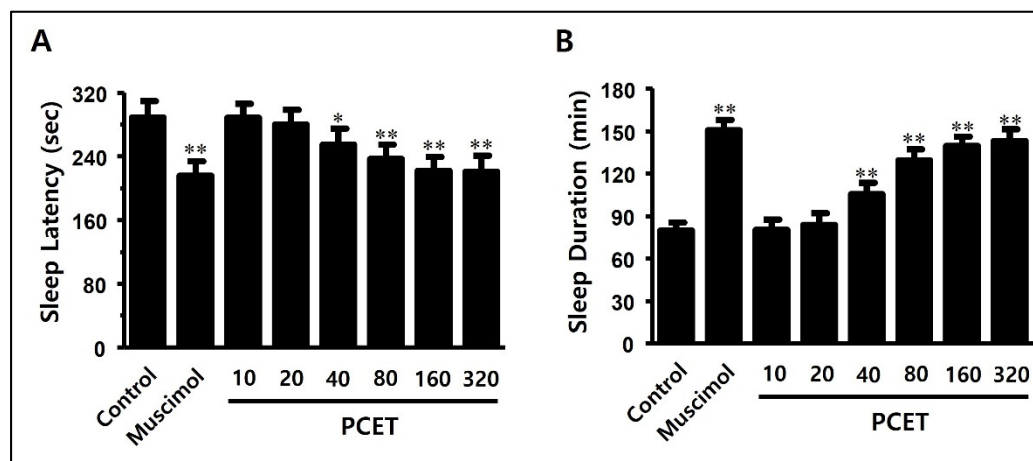 A
Sleep Latency (sec)
320
240
160
80
0
** * ** ** **
Control
Muscimol
10 20 40 80 160 320
PCET
B
Sleep Duration (min)
180
150
120
90
60
30
0
** ** ** ** **
Control
Muscimol
10 20 40 80 160 320
PCET